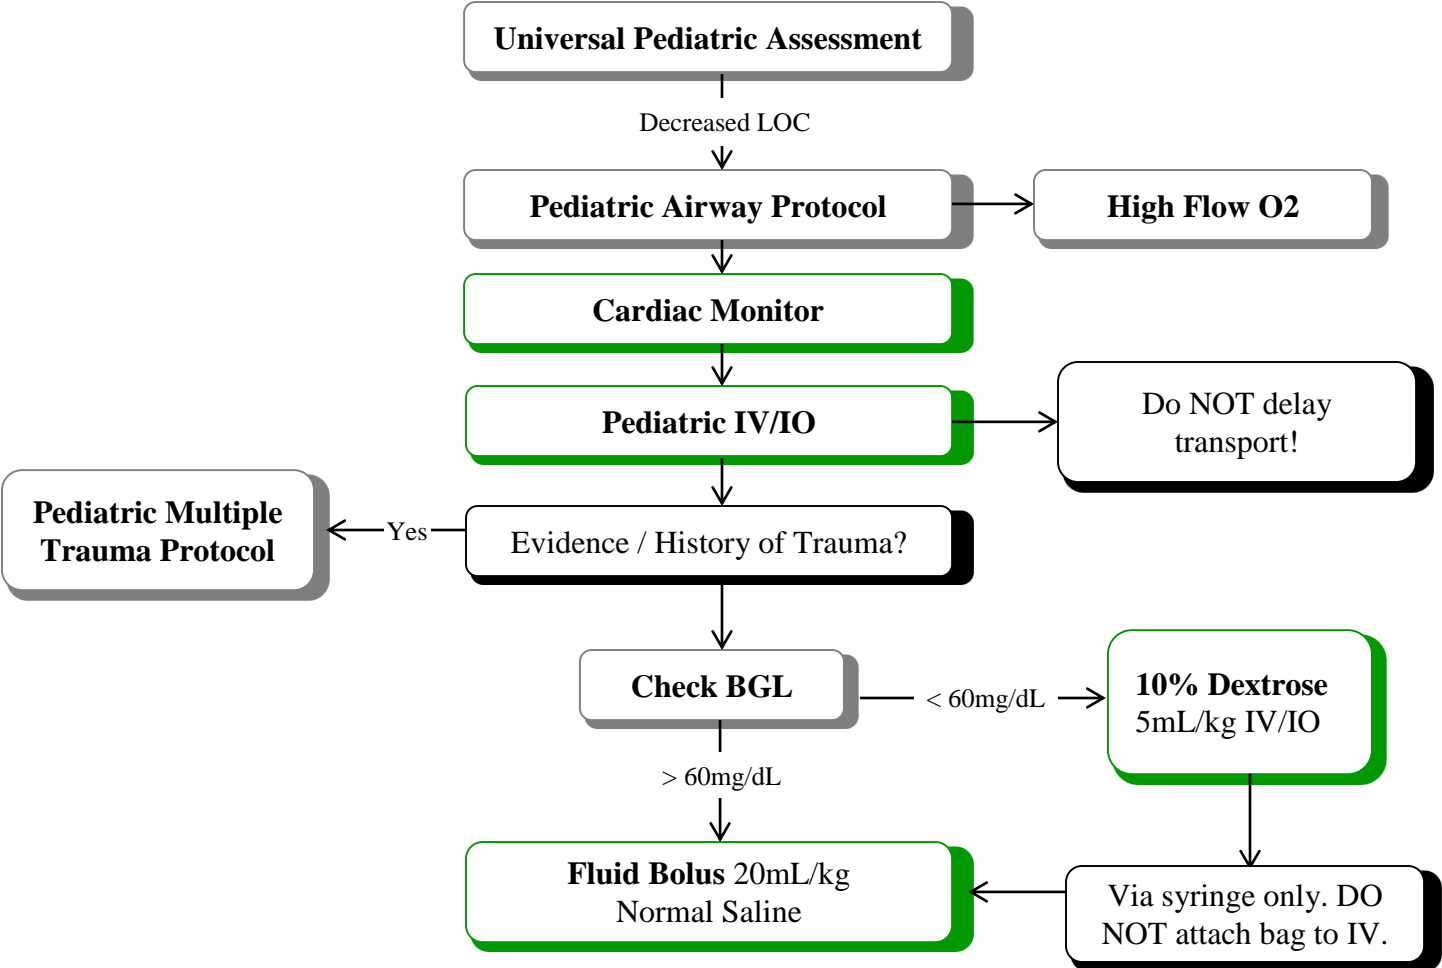 Universal Pediatric Assessment
Decreased LOC
Pediatric Airway Protocol
High Flow O2
Cardiac Monitor
Pediatric IV/IO
Do NOT delay
transport!
Pediatric Multiple
Trauma Protocol
Yes
Evidence / History of Trauma?
Check BGL
< 60mg/dL
10% Dextrose
5mL/kg IV/IO
> 60mg/dL
Fluid Bolus 20mL/kg
Normal Saline
Via syringe only. DO
NOT attach bag to IV.